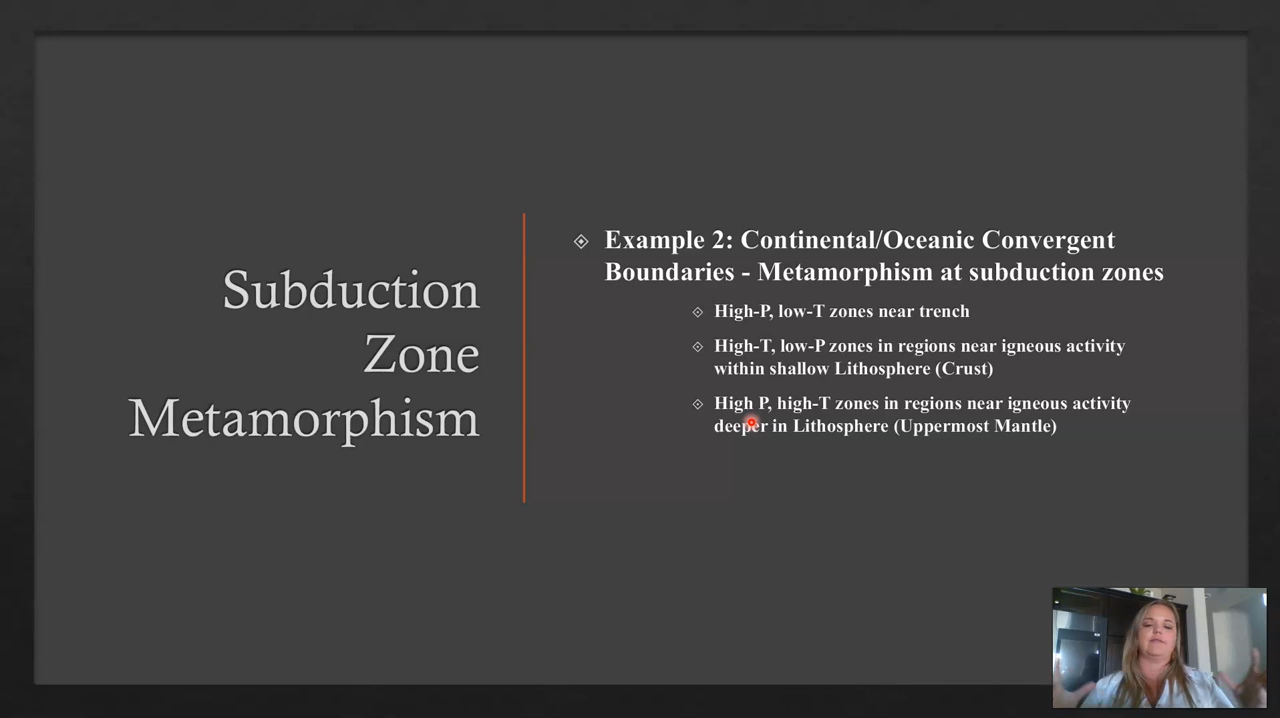 Subduction
Zone
Metamorphism
Example 2: Continental/Oceanic Convergent
Boundaries - Metamorphism at subduction zones
High-P, low-T zones near trench
High-T, low-P zones in regions near igneous activity
within shallow Lithosphere (Crust)
High P, high-T zones in regions near igneous activity
deeper in Lithosphere (Uppermost Mantle)